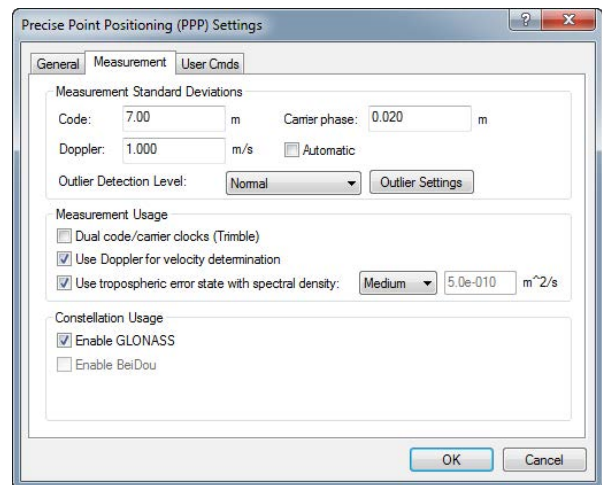 Precise Point Positioning (PPP) Settings
General Measurement User Cmds
Measurement Standard Deviations
Code: 7.00 m Carrier phase: 0.020 m
Doppler: 1.000 m/s Automatic
Outlier Detection Level: Normal Outlier Settings
Measurement Usage
Dual code/carrier clocks (Trimble)
Use Doppler for velocity determination
Use tropospheric error state with spectral density: Medium 5.0e-010 m^2/s
Constellation Usage
Enable GLONASS
Enable BeiDou
OK Cancel